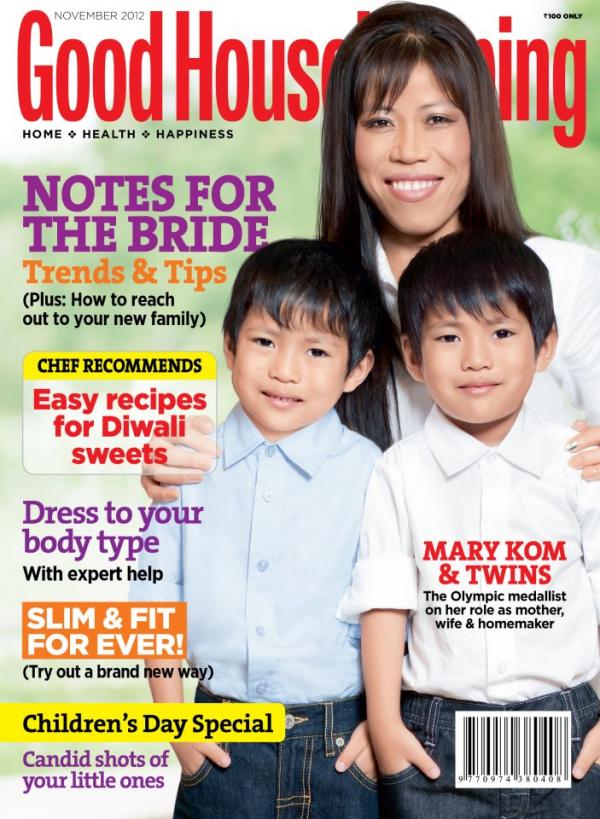 NOVEMBER 2012
₹100 ONLY
Good Hous ping
HOME ❖ HEALTH ❖ HAPPINESS
NOTES FOR
THE BRIDE
Trends & Tips
(Plus: How to reach
out to your new family)
CHEF RECOMMENDS
Easy recipes
for Diwali
sweets
Dress to your
body type
With expert help
SLIM & FIT
FOR EVER!
(Try out a brand new way)
Children's Day Special
Candid shots of
your little ones
MARY KOM
& TWINS
The Olympic medallist
on her role as mother,
wife & homemaker
9 770974 380408